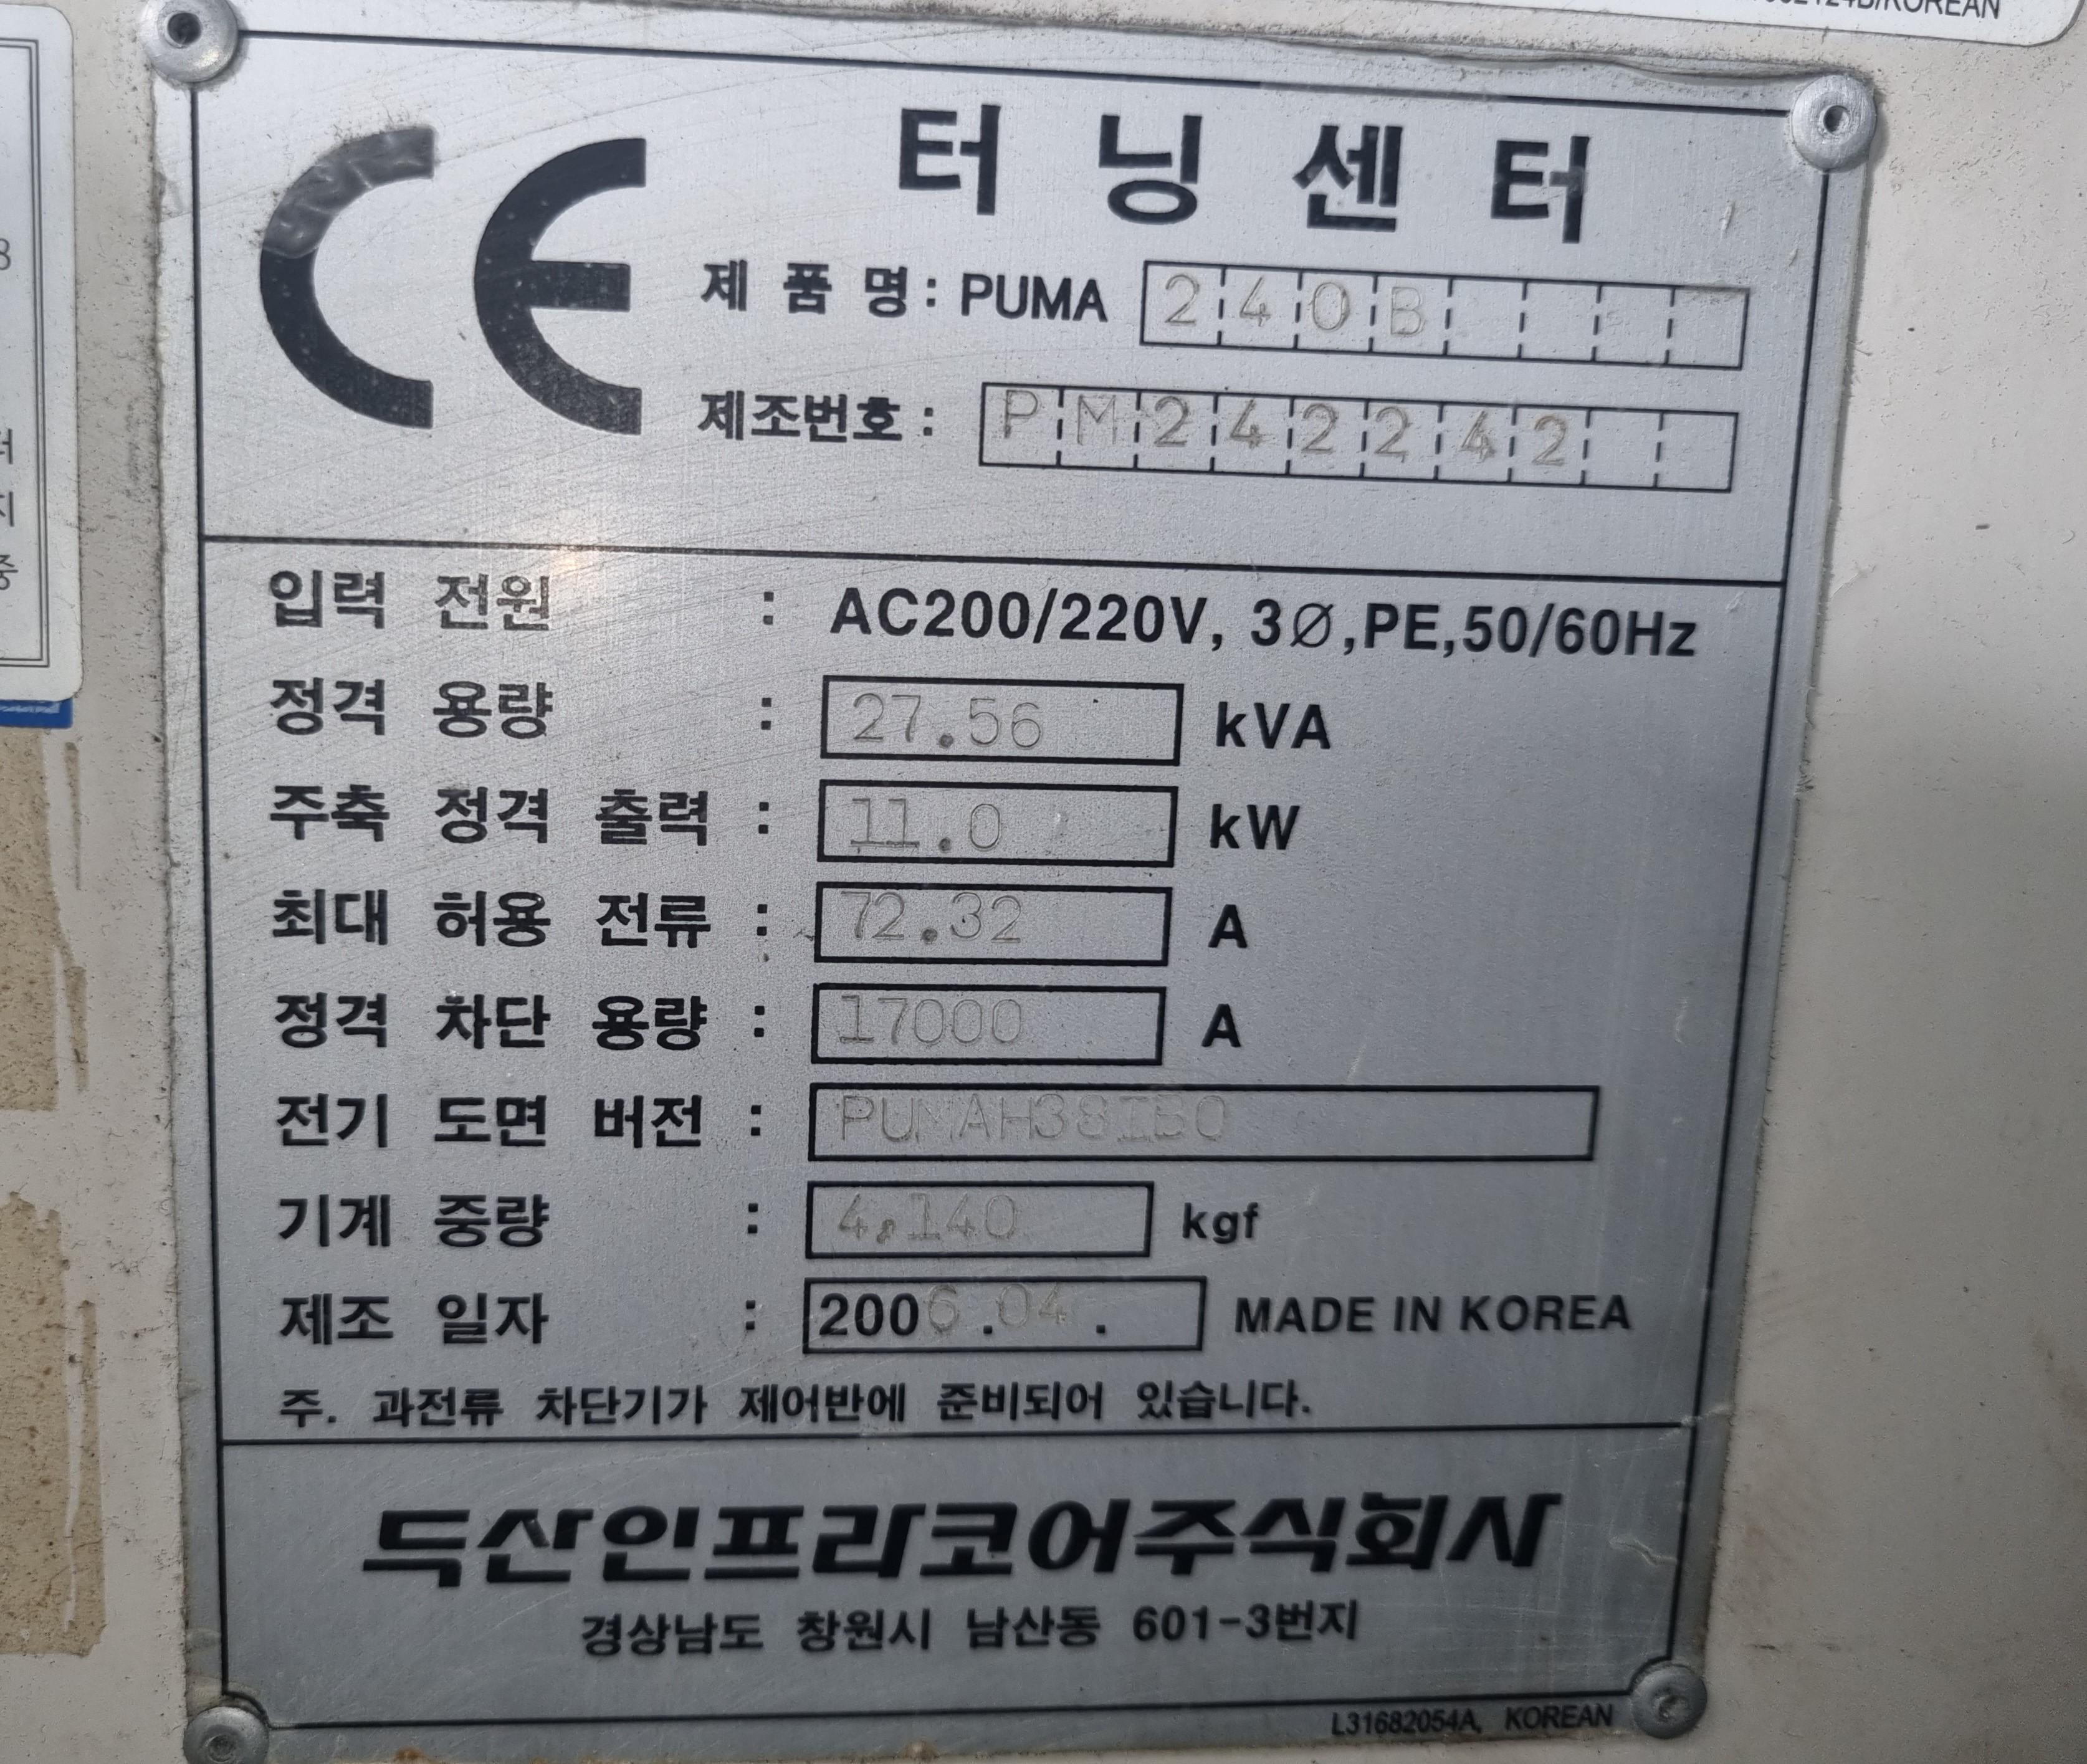 CE
터닝센터
제품명: PUMA 240B
제조번호: PM242242
입력 전원 : AC200/220V, 3Ø,PE,50/60Hz
정격 용량 : 27.56 kVA
주축 정격 출력 : 11.0 kW
최대 허용 전류 : 72.32 A
정격 차단 용량 : 17000 A
전기 도면 버전 :
기계 중량 : 4,140 kgf
제조 일자 : 2006.04. MADE IN KOREA
주. 과전류 차단기가 제어반에 준비되어 있습니다.
두산인프라코어주식회사
경상남도 창원시 남산동 601-3번지
L31682054A, KOREAN